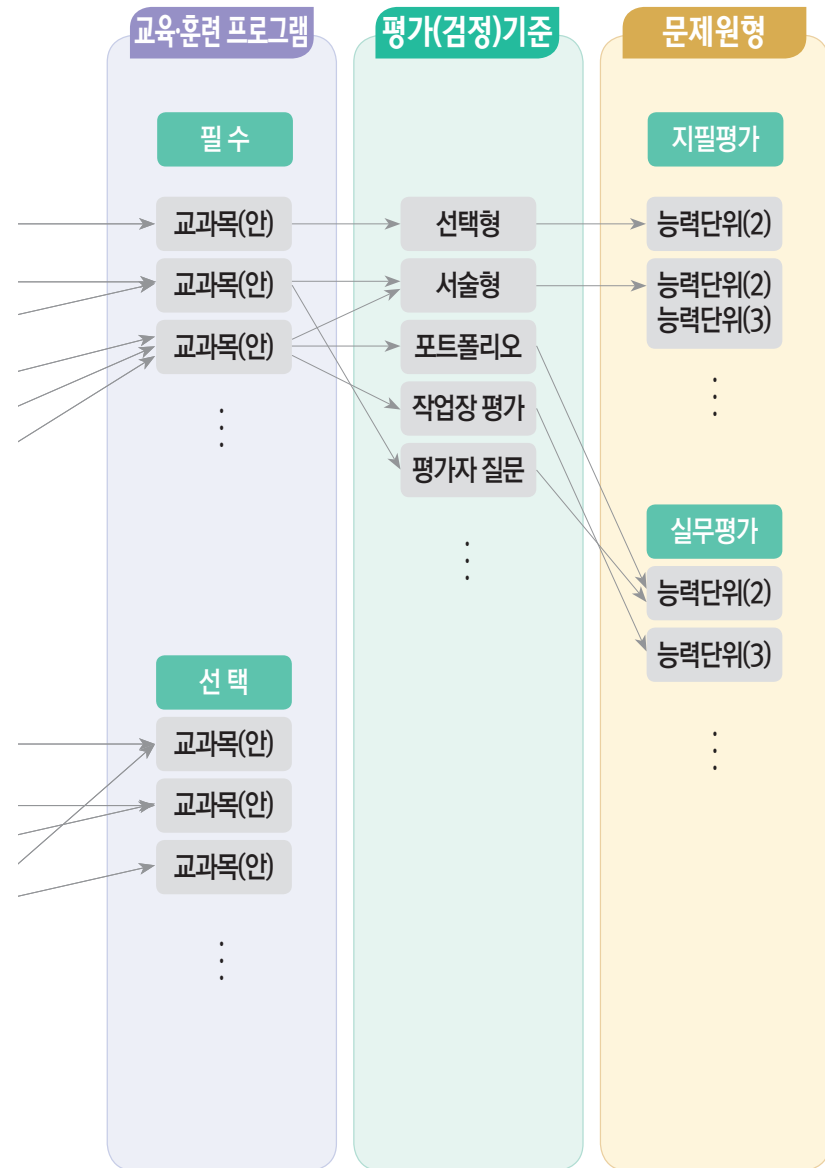 교육·훈련 프로그램
필 수
교과목(안)
교과목(안)
교과목(안)
선 택
교과목(안)
교과목(안)
교과목(안)
평가(검정)기준
선택형
서술형
포트폴리오
작업장 평가
평가자 질문
문제원형
지필평가
능력단위(2)
능력단위(2)
능력단위(3)
실무평가
능력단위(2)
능력단위(3)